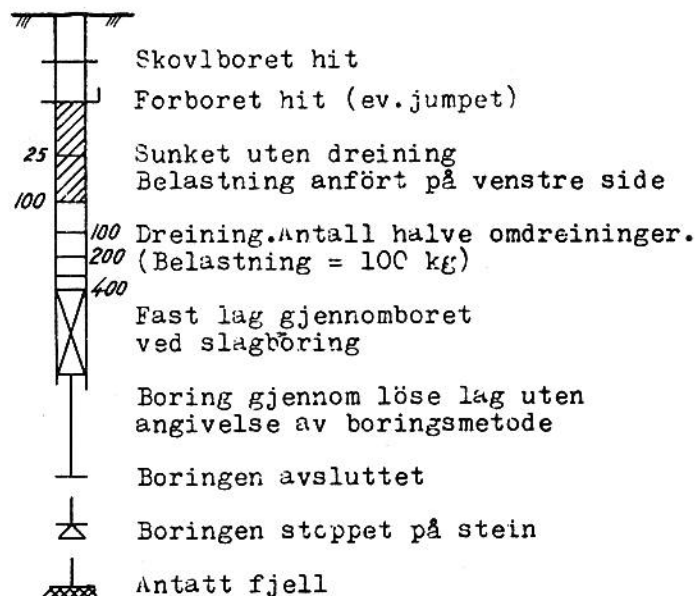 Skovlboret hit
Forboret hit (ev.jumpet)
25 Sunket uten dreining
Belastning anfört på venstre side
100
100 Dreining.Antall halve omdreininger.
200 (Belastning = 100 kg)
400
Fast lag gjennomboret
ved slagboring
Boring gjennom löse lag uten
angivelse av boringsmetode
Boringen avsluttet
Boringen stoppet på stein
Antatt fjell